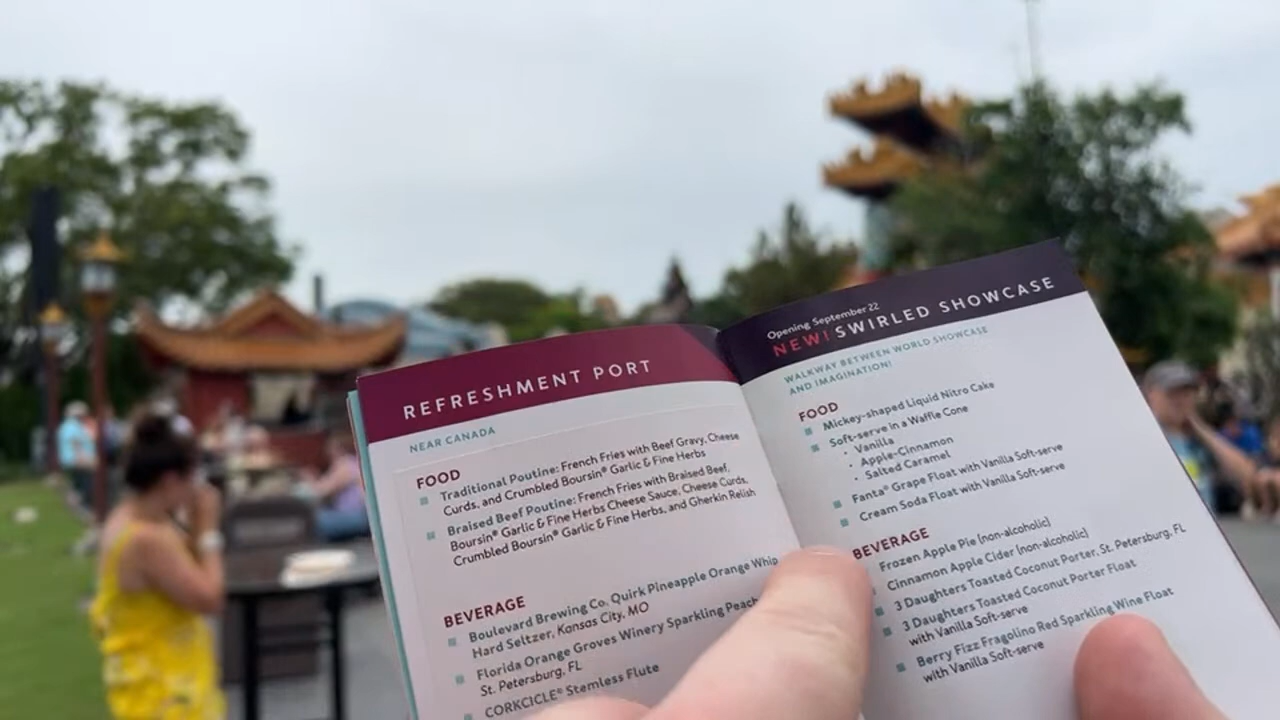 REFRESHMENT PORT
NEAR CANADA
FOOD
Traditional Poutine: French Fries with Beef Gravy, Cheese
Curds, and Crumbled Boursin® Garlic & Fine Herbs
Braised Beef Poutine: French Fries with Braised Beef,
Boursin® Garlic & Fine Herbs Cheese Sauce, Cheese Curds,
Crumbled Boursin® Garlic & Fine Herbs, and Gherkin Relish
BEVERAGE
Boulevard Brewing Co. Quirk Pineapple Orange Whip
Hard Seltzer, Kansas City, MO
Florida Orange Groves Winery Sparkling Peach
St. Petersburg, FL
CORKCICLE® Stemless Flute
Opening September 22
NEW! SWIRLED SHOWCASE
WALKWAY BETWEEN WORLD SHOWCASE
AND IMAGINATION!
FOOD
Mickey-shaped Liquid Nitro Cake
Soft-serve in a Waffle Cone
• Vanilla
• Apple-Cinnamon
• Salted Caramel
Fanta® Grape Float with Vanilla Soft-serve
Cream Soda Float with Vanilla Soft-serve
BEVERAGE
Frozen Apple Pie (non-alcoholic)
Cinnamon Apple Cider (non-alcoholic)
3 Daughters Toasted Coconut Porter, St. Petersburg, FL
3 Daughters Toasted Coconut Porter Float
with Vanilla Soft-serve
Berry Fizz Fragolino Red Sparkling Wine Float
with Vanilla Soft-serve